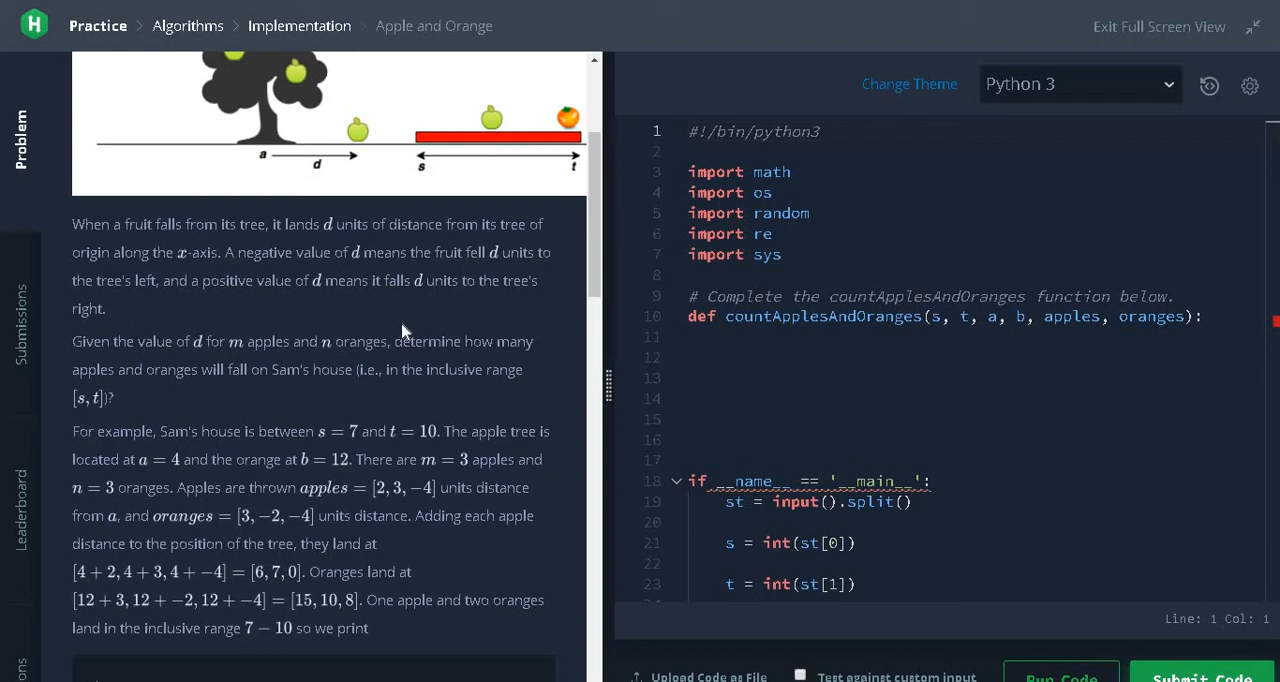 H Practice > Algorithms > Implementation > Apple and Orange Exit Full Screen View
Problem
Submissions
Leaderboard
a d s t
When a fruit falls from its tree, it lands d units of distance from its tree of
origin along the x-axis. A negative value of d means the fruit fell d units to
the tree's left, and a positive value of d means it falls d units to the tree's
right.
Given the value of d for m apples and n oranges, determine how many
apples and oranges will fall on Sam's house (i.e., in the inclusive range
[s, t])?
For example, Sam's house is between s = 7 and t = 10. The apple tree is
located at a = 4 and the orange at b = 12. There are m = 3 apples and
n = 3 oranges. Apples are thrown apples = [2, 3, −4] units distance
from a, and oranges = [3, −2, −4] units distance. Adding each apple
distance to the position of the tree, they land at
[4 + 2, 4 + 3, 4 + −4] = [6, 7, 0]. Oranges land at
[12 + 3, 12 + −2, 12 + −4] = [15, 10, 8]. One apple and two oranges
land in the inclusive range 7 − 10 so we print
Change Theme Python 3
1 #!/bin/python3
2
3 import math
4 import os
5 import random
6 import re
7 import sys
8
9 # Complete the countApplesAndOranges function below.
10 def countApplesAndOranges(s, t, a, b, apples, oranges):
11
12
13
14
15
16
17
18 if __name__ == '__main__':
19 st = input().split()
20
21 s = int(st[0])
22
23 t = int(st[1])
Line: 1 Col: 1
Upload Code as File Test against custom input Run Code Submit Code